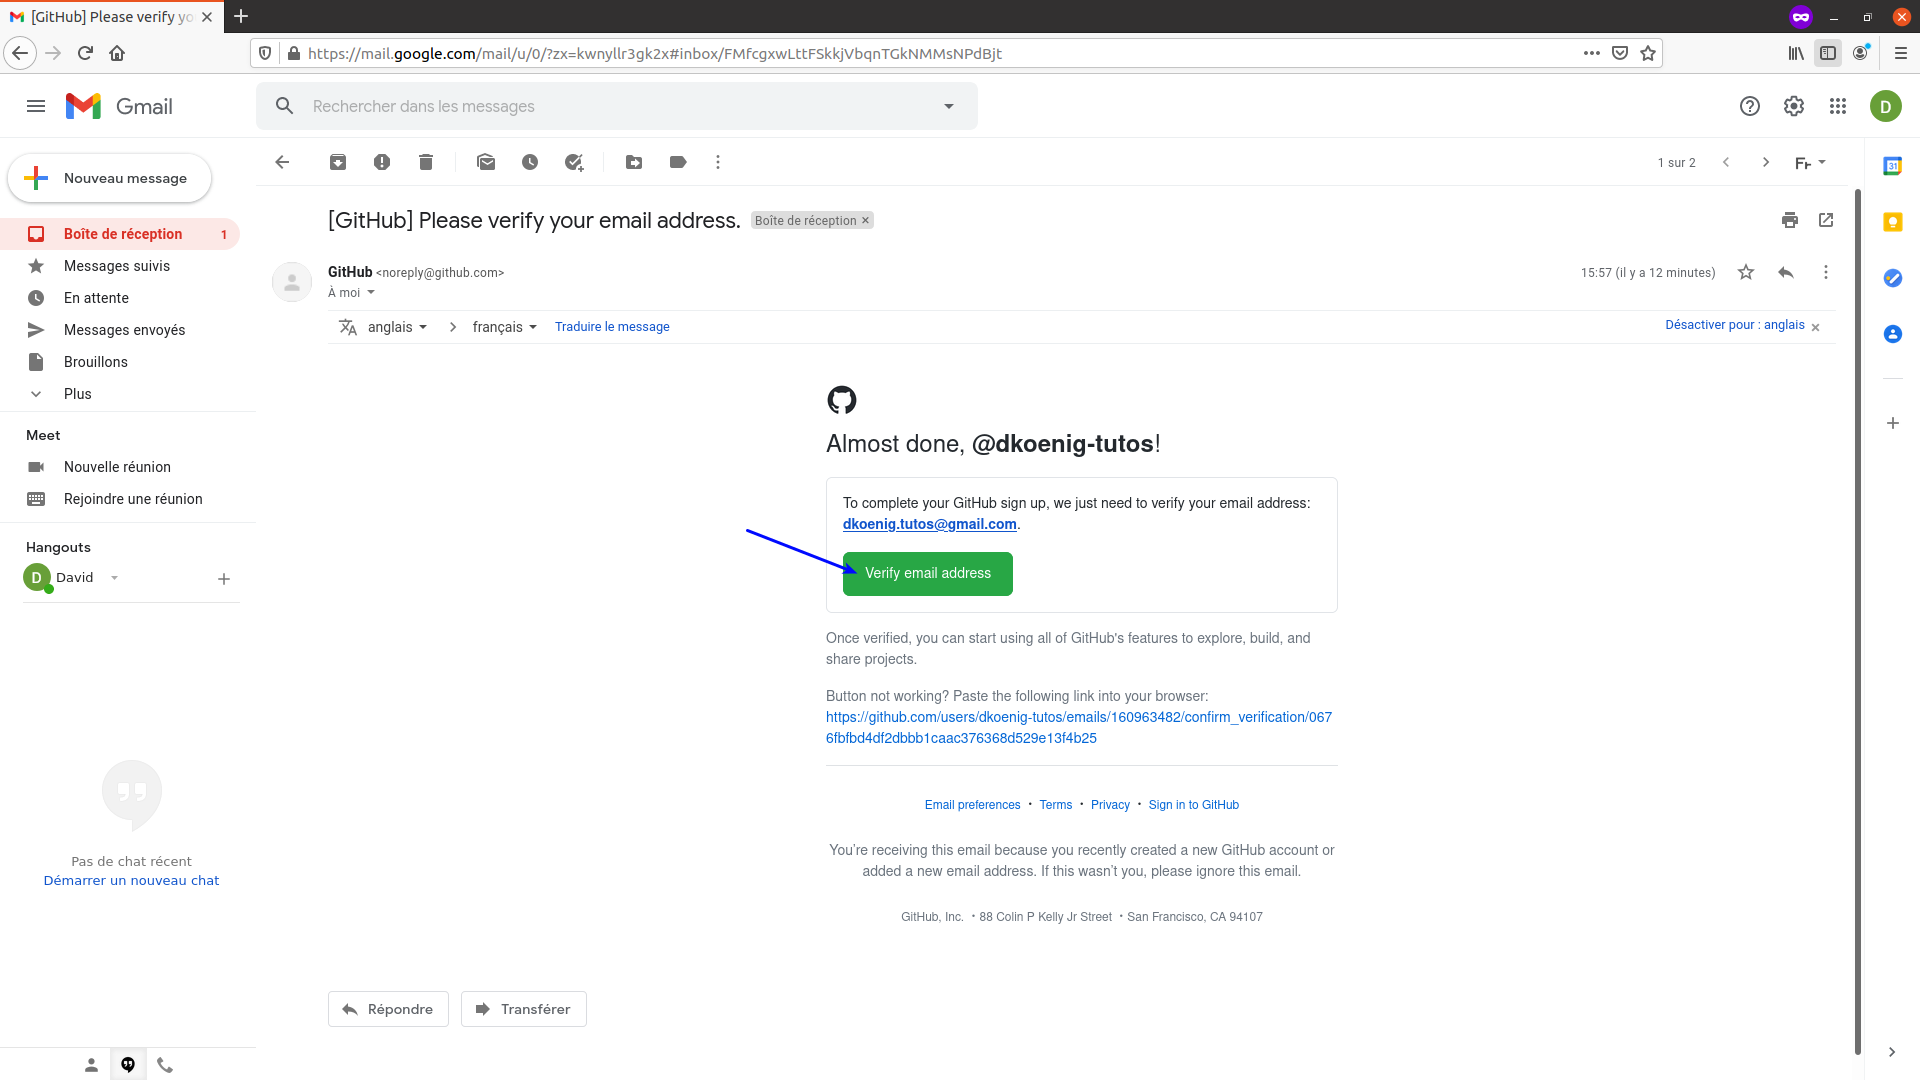 [GitHub] Please verify yo
https://mail.google.com/mail/u/0/?zx=kwnyllr3gk2x#inbox/FMfcgxwLttFSkkjVbqnTGkNMMsNPdBjt
Gmail
Rechercher dans les messages
D
Nouveau message
1 sur 2
Fr
31
Boîte de réception 1
Messages suivis
En attente
Messages envoyés
Brouillons
Plus
Meet
Nouvelle réunion
Rejoindre une réunion
Hangouts
D David
Pas de chat récent
Démarrer un nouveau chat
[GitHub] Please verify your email address. Boîte de réception ×
GitHub <noreply@github.com>
15:57 (il y a 12 minutes)
À moi
anglais > français Traduire le message
Désactiver pour : anglais ×
Almost done, @dkoenig-tutos!
To complete your GitHub sign up, we just need to verify your email address:
dkoenig.tutos@gmail.com.
Verify email address
Once verified, you can start using all of GitHub's features to explore, build, and
share projects.
Button not working? Paste the following link into your browser:
https://github.com/users/dkoenig-tutos/emails/160963482/confirm_verification/067
6fbfbd4df2dbbb1caac376368d529e13f4b25
Email preferences • Terms • Privacy • Sign in to GitHub
You’re receiving this email because you recently created a new GitHub account or
added a new email address. If this wasn’t you, please ignore this email.
GitHub, Inc. • 88 Colin P Kelly Jr Street • San Francisco, CA 94107
Répondre
Transférer